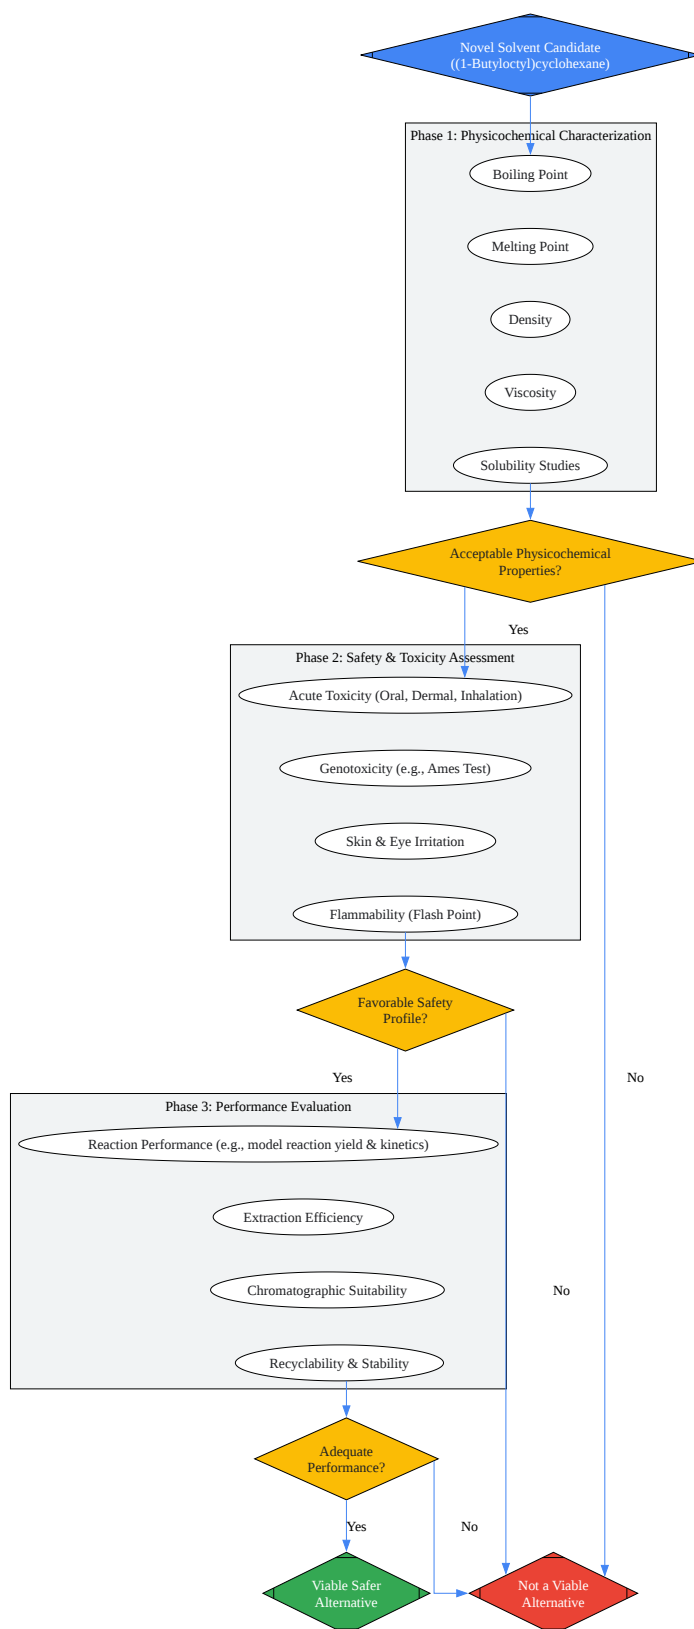 Novel Solvent Candidate
((1-Butyloctyl)cyclohexane)
Phase 1: Physicochemical Characterization
Boiling Point
Melting Point
Density
Viscosity
Solubility Studies
Acceptable Physicochemical
Properties?
Yes
Phase 2: Safety & Toxicity Assessment
Acute Toxicity (Oral, Dermal, Inhalation)
Genotoxicity (e.g., Ames Test)
Skin & Eye Irritation
Flammability (Flash Point)
Favorable Safety
Profile?
Yes
No
Phase 3: Performance Evaluation
Reaction Performance (e.g., model reaction yield & kinetics)
Extraction Efficiency
Chromatographic Suitability
No
Recyclability & Stability
Adequate
Performance?
Yes
No
Viable Safer
Alternative
Not a Viable
Alternative